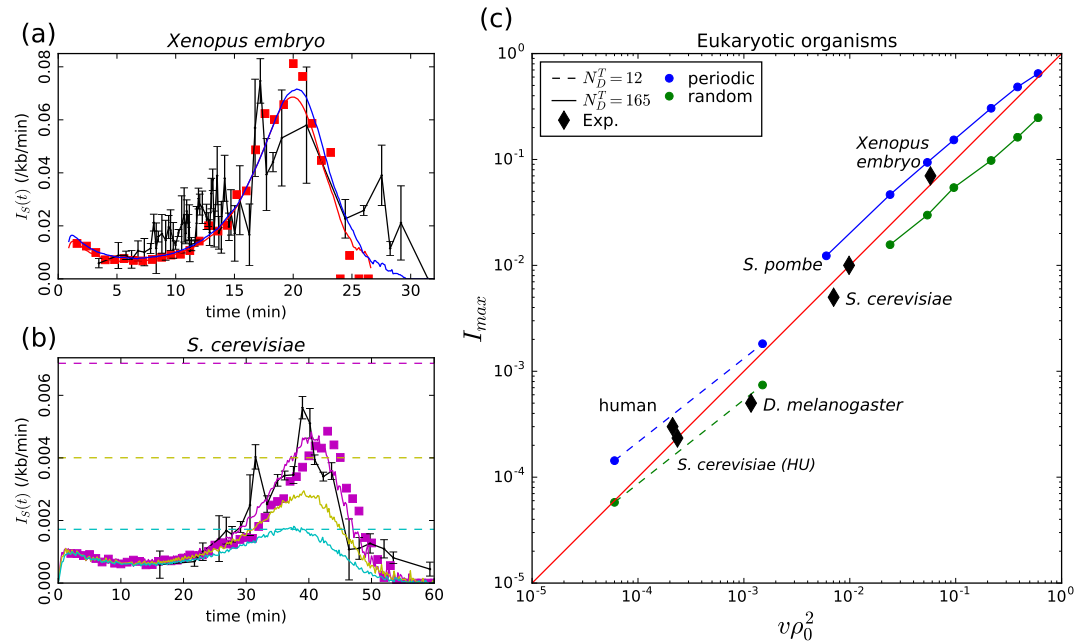 (a)
Xenopus embryo
0.08
0.06
0.04
0.02
0.00
I_S(t) (/kb/min)
0 5 10 15 20 25 30
time (min)
(b)
S. cerevisiae
0.006
0.004
0.002
0.000
I_S(t) (/kb/min)
0 10 20 30 40 50 60
time (min)
(c)
Eukaryotic organisms
N_D^T = 12
N_D^T = 165
Exp.
periodic
random
Xenopus
embryo
S. pombe
S. cerevisiae
human
D. melanogaster
S. cerevisiae (HU)
10^0
10^-1
10^-2
10^-3
10^-4
10^-5
I_max
10^-5 10^-4 10^-3 10^-2 10^-1 10^0
vρ_0^2